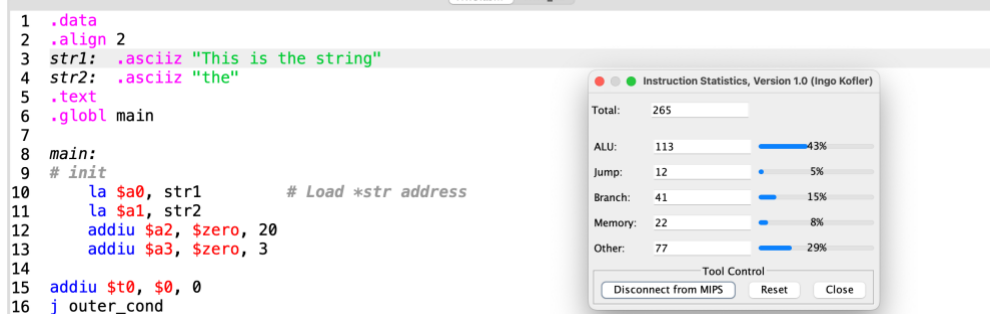 1 .data
2 .align 2
3 str1: .asciiz "This is the string"
4 str2: .asciiz "the"
5 .text
6 .globl main
7
8 main:
9 # init
10 la $a0, str1 # Load *str address
11 la $a1, str2
12 addiu $a2, $zero, 20
13 addiu $a3, $zero, 3
14
15 addiu $t0, $0, 0
16 j outer_cond
Instruction Statistics, Version 1.0 (Ingo Kofler)
Total: 265
ALU: 113 43%
Jump: 12 5%
Branch: 41 15%
Memory: 22 8%
Other: 77 29%
Tool Control
Disconnect from MIPS Reset Close